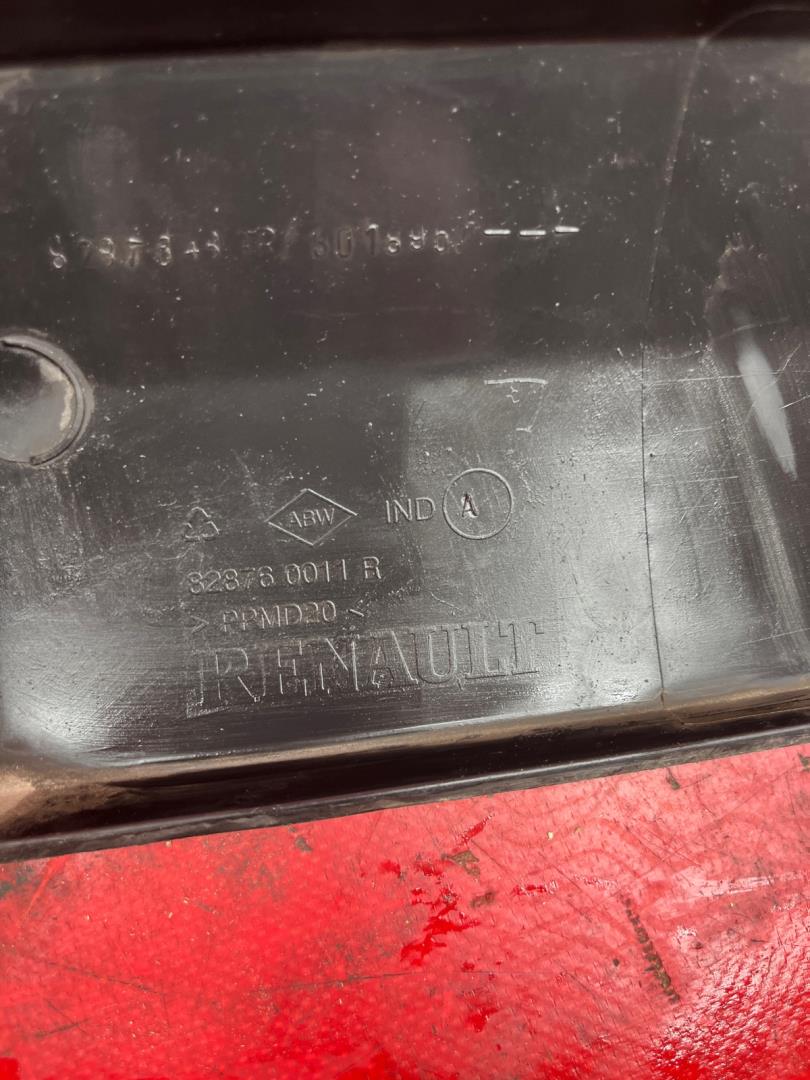 ABW IND A
82876 0011 R
> PPMD20 <
RENAULT